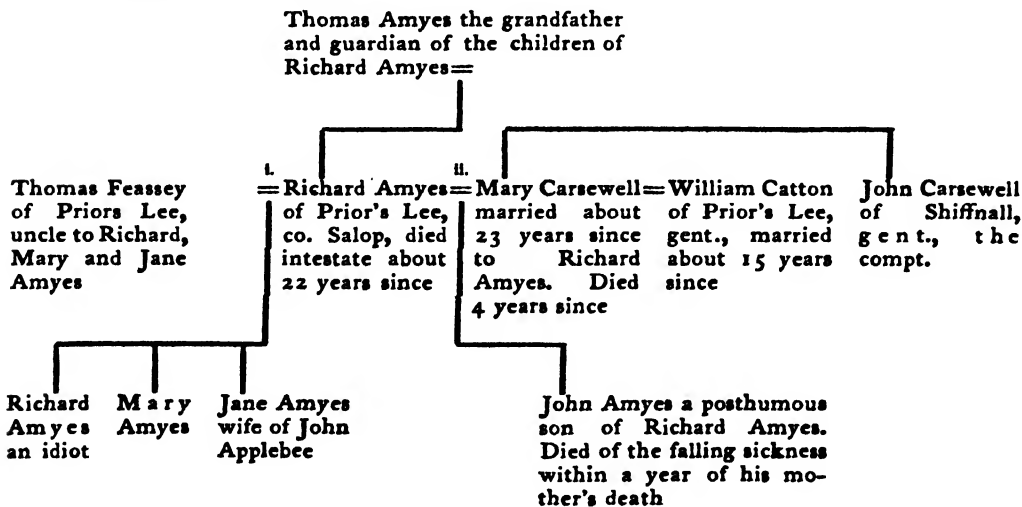 Thomas Amyes the grandfather
and guardian of the children of
Richard Amyes=
Thomas Feassey
of Priors Lee,
uncle to Richard,
Mary and Jane
Amyes
i.
=Richard Amyes=
of Prior's Lee,
co. Salop, died
intestate about
22 years since
ii.
Mary Carsewell=
married about
23 years since
to Richard
Amyes. Died
4 years since
William Catton
of Prior's Lee,
gent., married
about 15 years
since
John Carsewell
of Shiffnall,
gent., the
compt.
Richard
Amyes
an idiot
Mary
Amyes
Jane Amyes
wife of John
Applebee
John Amyes a posthumous
son of Richard Amyes.
Died of the falling sickness
within a year of his mo-
ther's death